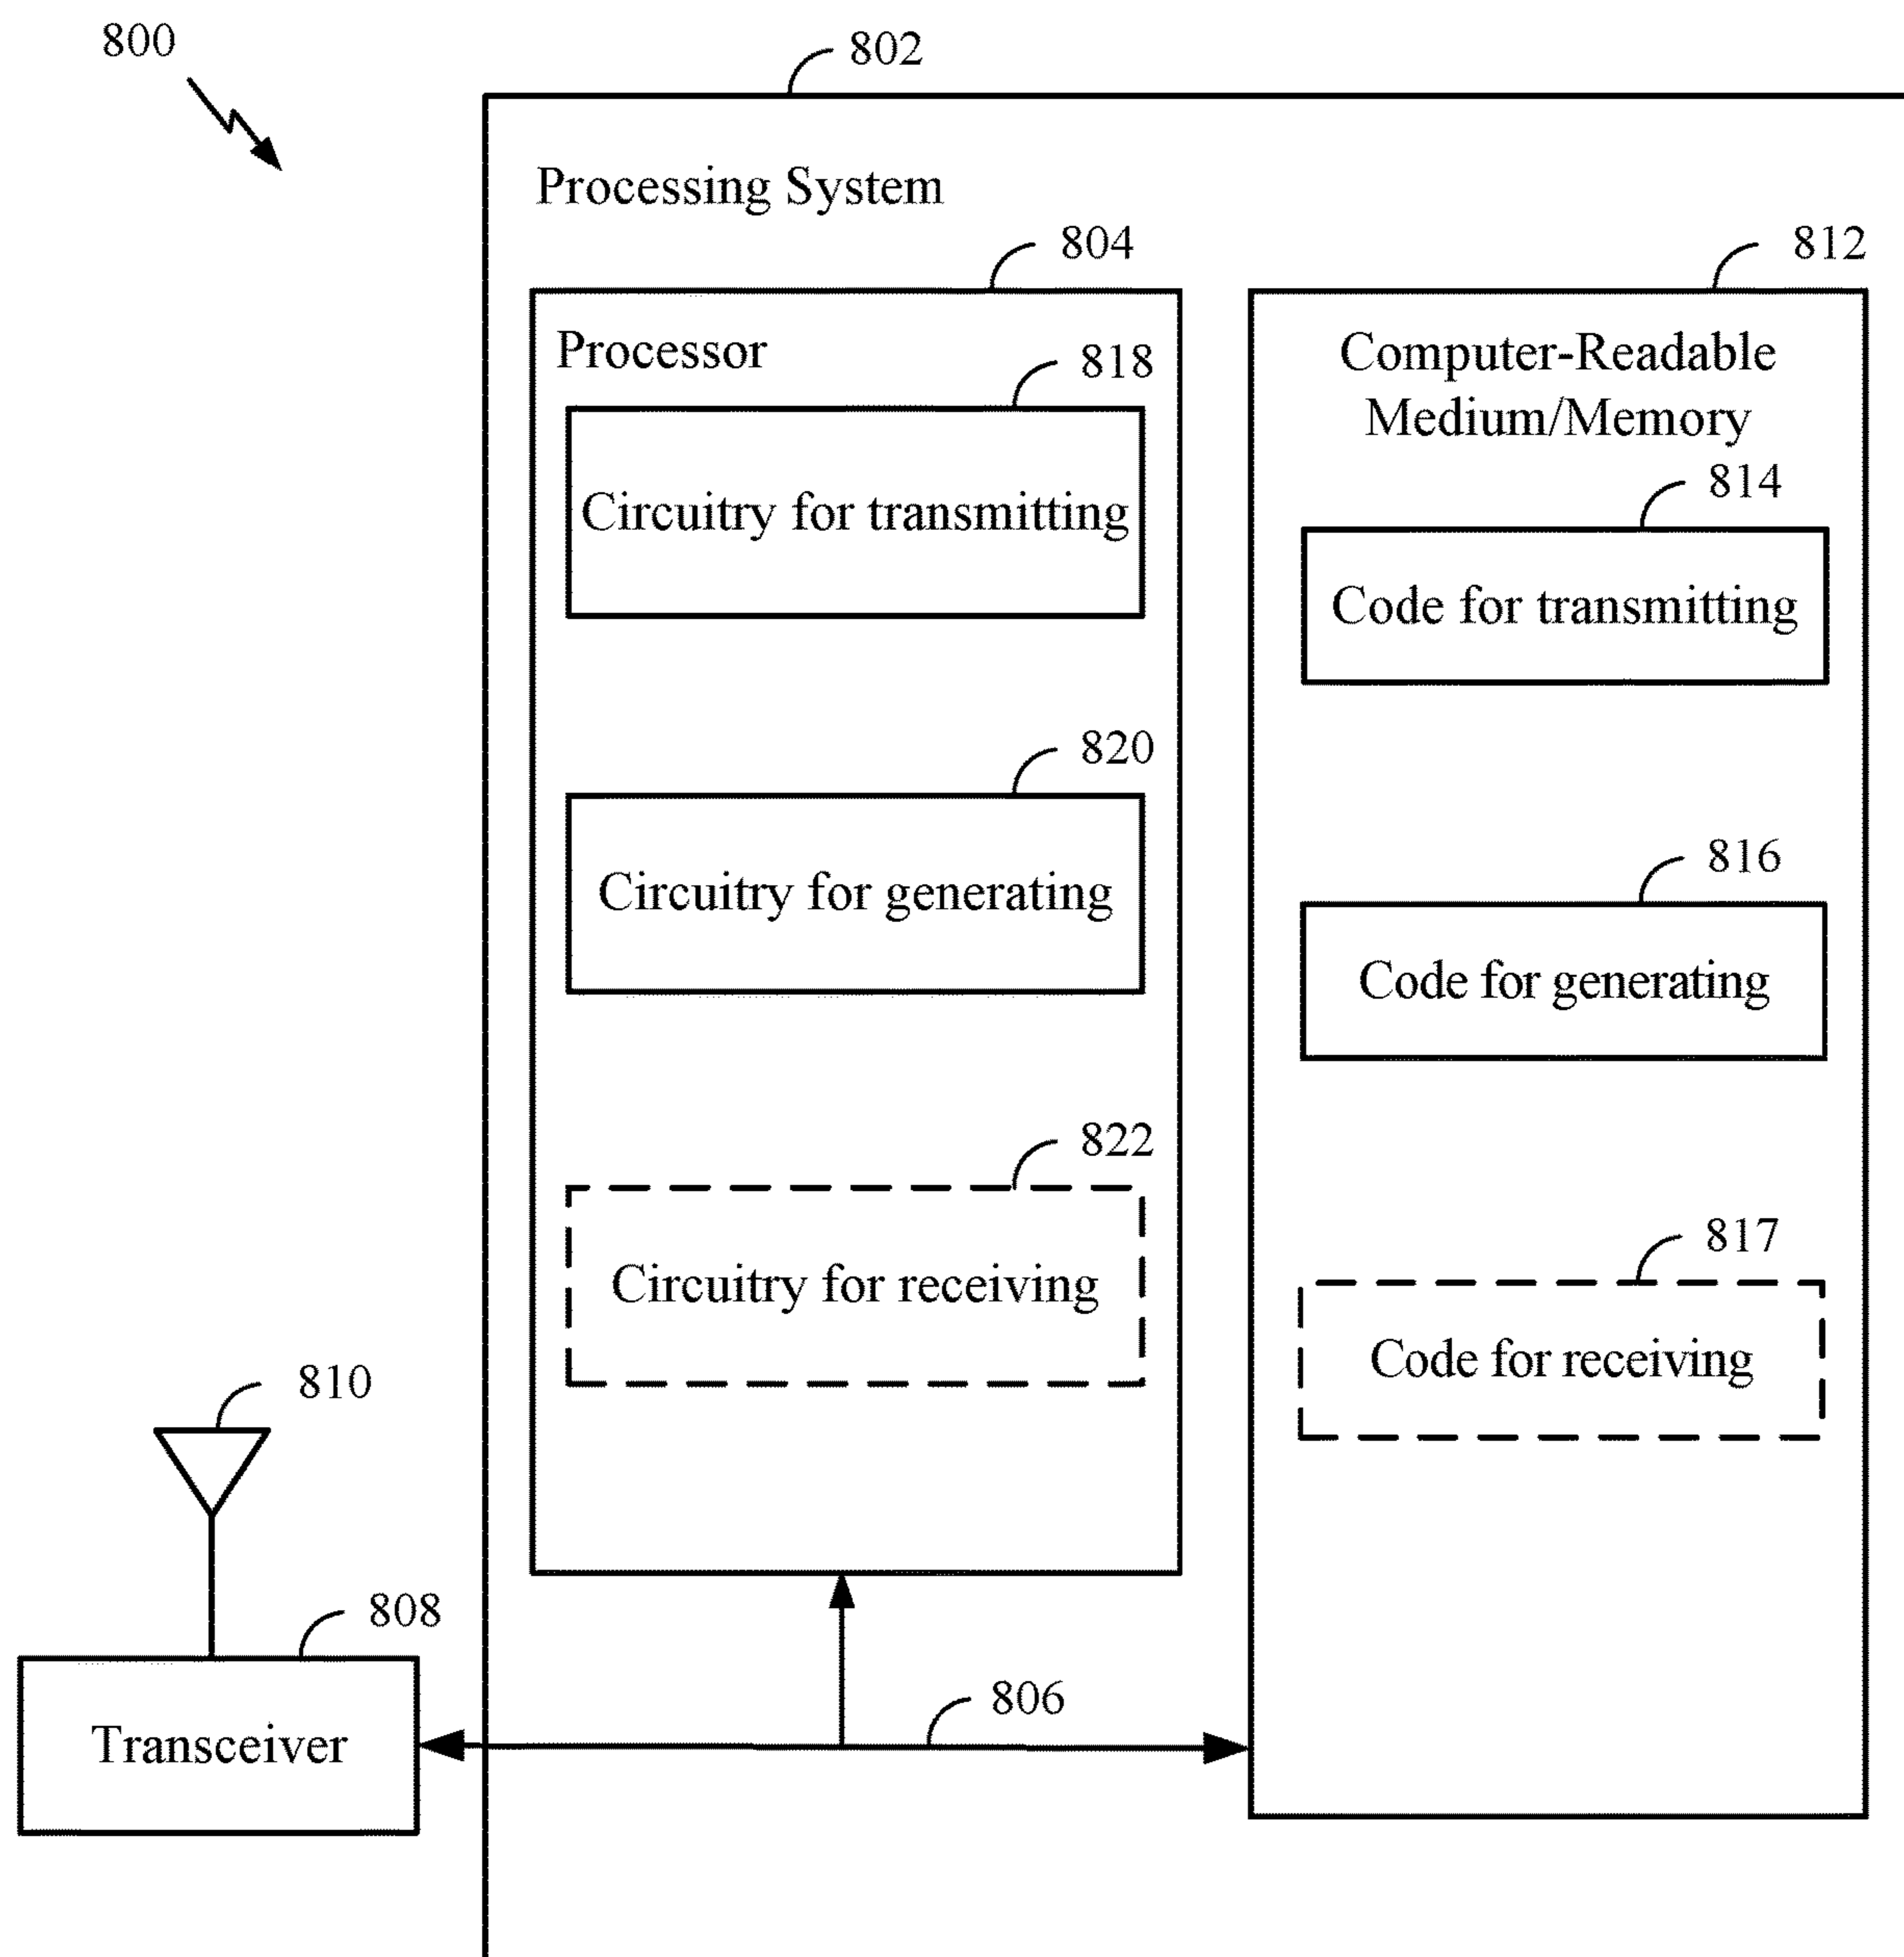 800
802
Processing System
804
812
Processor
818
Computer-Readable
Medium/Memory
Circuitry for transmitting
814
Code for transmitting
820
Circuitry for generating
816
Code for generating
822
Circuitry for receiving
817
Code for receiving
810
808
Transceiver
806